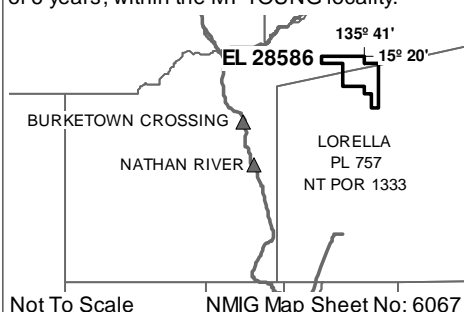 of 6 years, within the MT YOUNG locality.
135º 41'
EL 28586
15º 20'
BURKETOWN CROSSING
NATHAN RIVER
LORELLA
PL 757
NT POR 1333
Not To Scale NMIG Map Sheet No: 6067